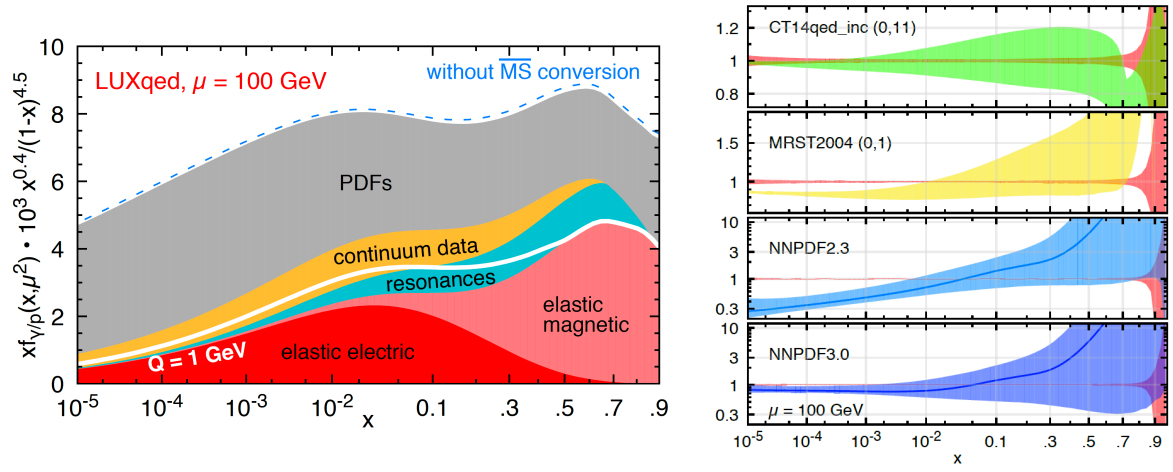 xf_{γ/p}(x,μ²) • 10³ x^{0.4}/(1-x)^{4.5}
10
8
6
4
2
0
LUXqed, μ = 100 GeV
without \overline{MS} conversion
PDFs
continuum data
resonances
elastic
magnetic
elastic electric
Q = 1 GeV
10⁻⁵ 10⁻⁴ 10⁻³ 10⁻² 0.1 .3 .5 .7 .9
x
1.2
1
0.8
CT14qed_inc (0,11)
1.5
1
MRST2004 (0,1)
10
3
1
0.3
NNPDF2.3
10
3
1
0.3
NNPDF3.0
μ = 100 GeV
10⁻⁵ 10⁻⁴ 10⁻³ 10⁻² 0.1 .3 .5 .7 .9
x